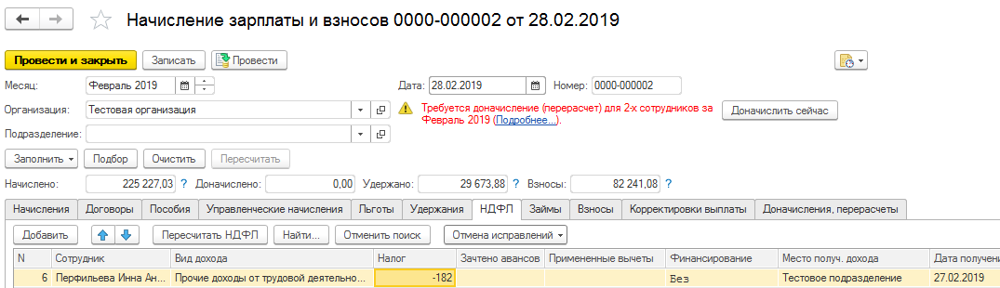 Начисление зарплаты и взносов 0000-000002 от 28.02.2019
Провести и закрыть Записать Провести
Месяц: Февраль 2019 Дата: 28.02.2019 Номер: 0000-000002
Организация: Тестовая организация Требуется доначисление (перерасчет) для 2-х сотрудников за
Февраль 2019 (Подробнее...). Доначислить сейчас
Подразделение:
Заполнить Подбор Очистить Пересчитать
Начислено: 225 227,03 ? Доначислено: 0,00 Удержано: 29 673,88 ? Взносы: 82 241,08 ?
Начисления Договоры Пособия Управленческие начисления Льготы Удержания НДФЛ Займы Взносы Корректировки выплаты Доначисления, перерасчеты
Добавить Пересчитать НДФЛ Найти... Отменить поиск Отмена исправлений
N Сотрудник Вид дохода Налог Зачтено авансов Примененные вычеты Финансирование Место получ. дохода Дата получени
6 Перфильева Инна Ан... Прочие доходы от трудовой деятельно... -182 Без Тестовое подразделение 27.02.2019